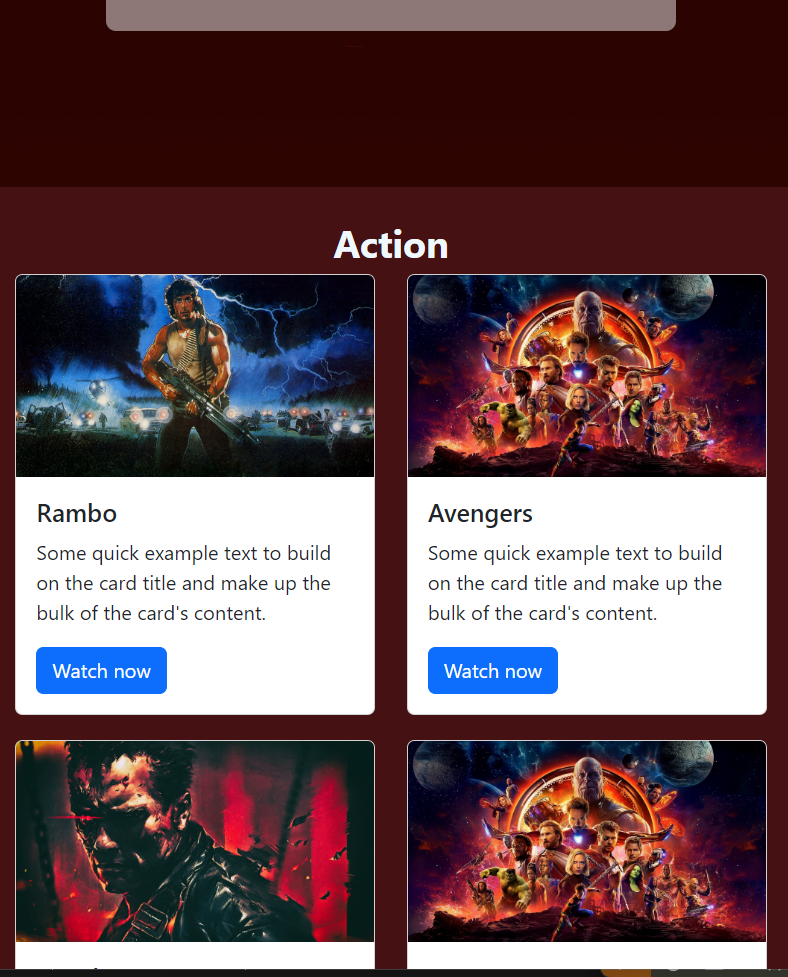 Action
Rambo
Some quick example text to build
on the card title and make up the
bulk of the card's content.
Watch now
Avengers
Some quick example text to build
on the card title and make up the
bulk of the card's content.
Watch now